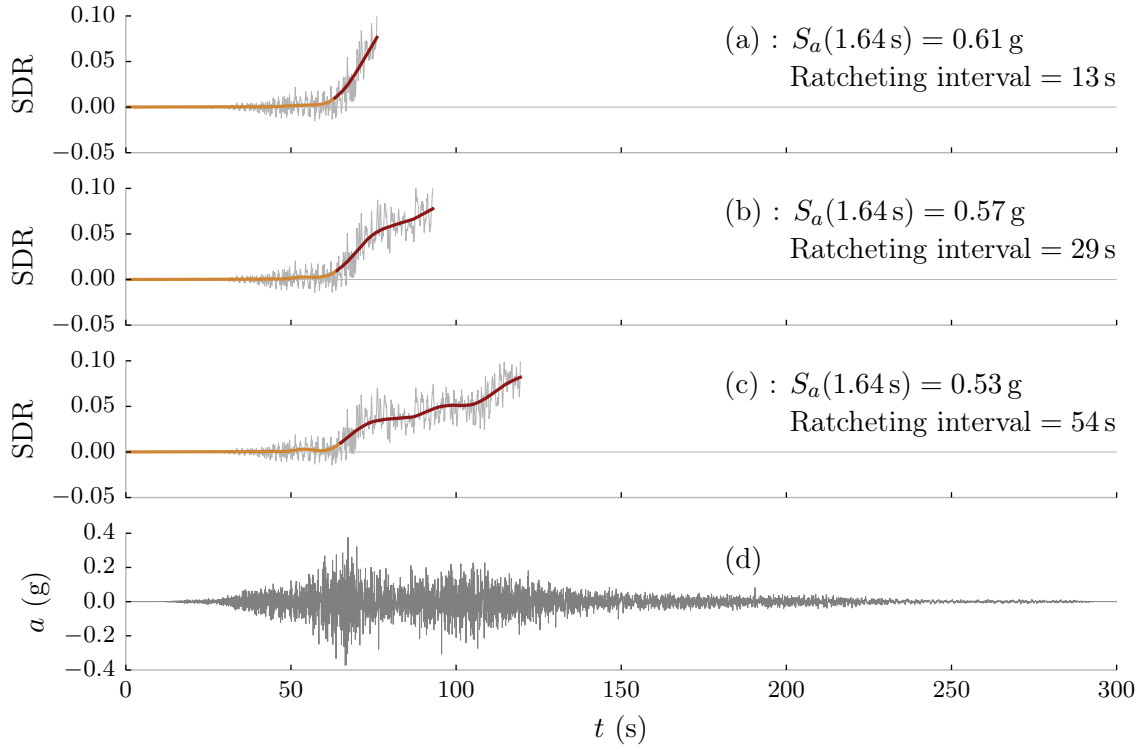 0.10
0.05
0.00
−0.05
SDR
(a) : Sₐ(1.64 s) = 0.61 g
Ratcheting interval = 13 s
0.10
0.05
0.00
−0.05
SDR
(b) : Sₐ(1.64 s) = 0.57 g
Ratcheting interval = 29 s
0.10
0.05
0.00
−0.05
SDR
(c) : Sₐ(1.64 s) = 0.53 g
Ratcheting interval = 54 s
0.4
0.2
0.0
−0.2
−0.4
a (g)
(d)
0 50 100 150 200 250 300
t (s)